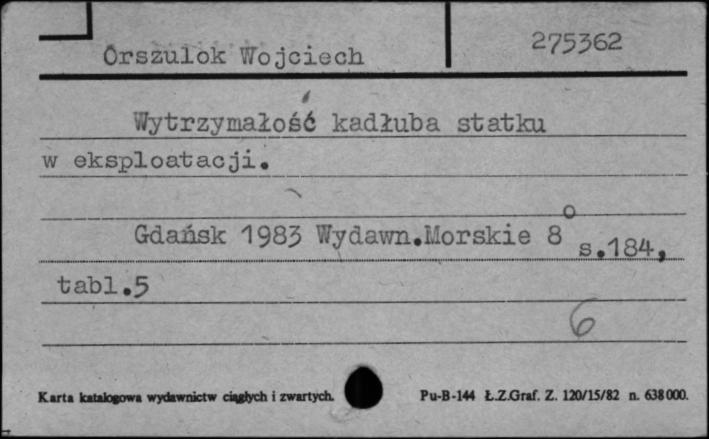 Orszulok Wojciech 275362
Wytrzymałość kadłuba statku
w eksploatacji.
Gdańsk 1983 Wydawn.Morskie 8° s.184,
tabl.5
6
Karta katalogowa wydawnictw ciągłych i zwartych. Pu-B-144 Ł.Z.Graf. Z. 120/15/82 n. 638000.